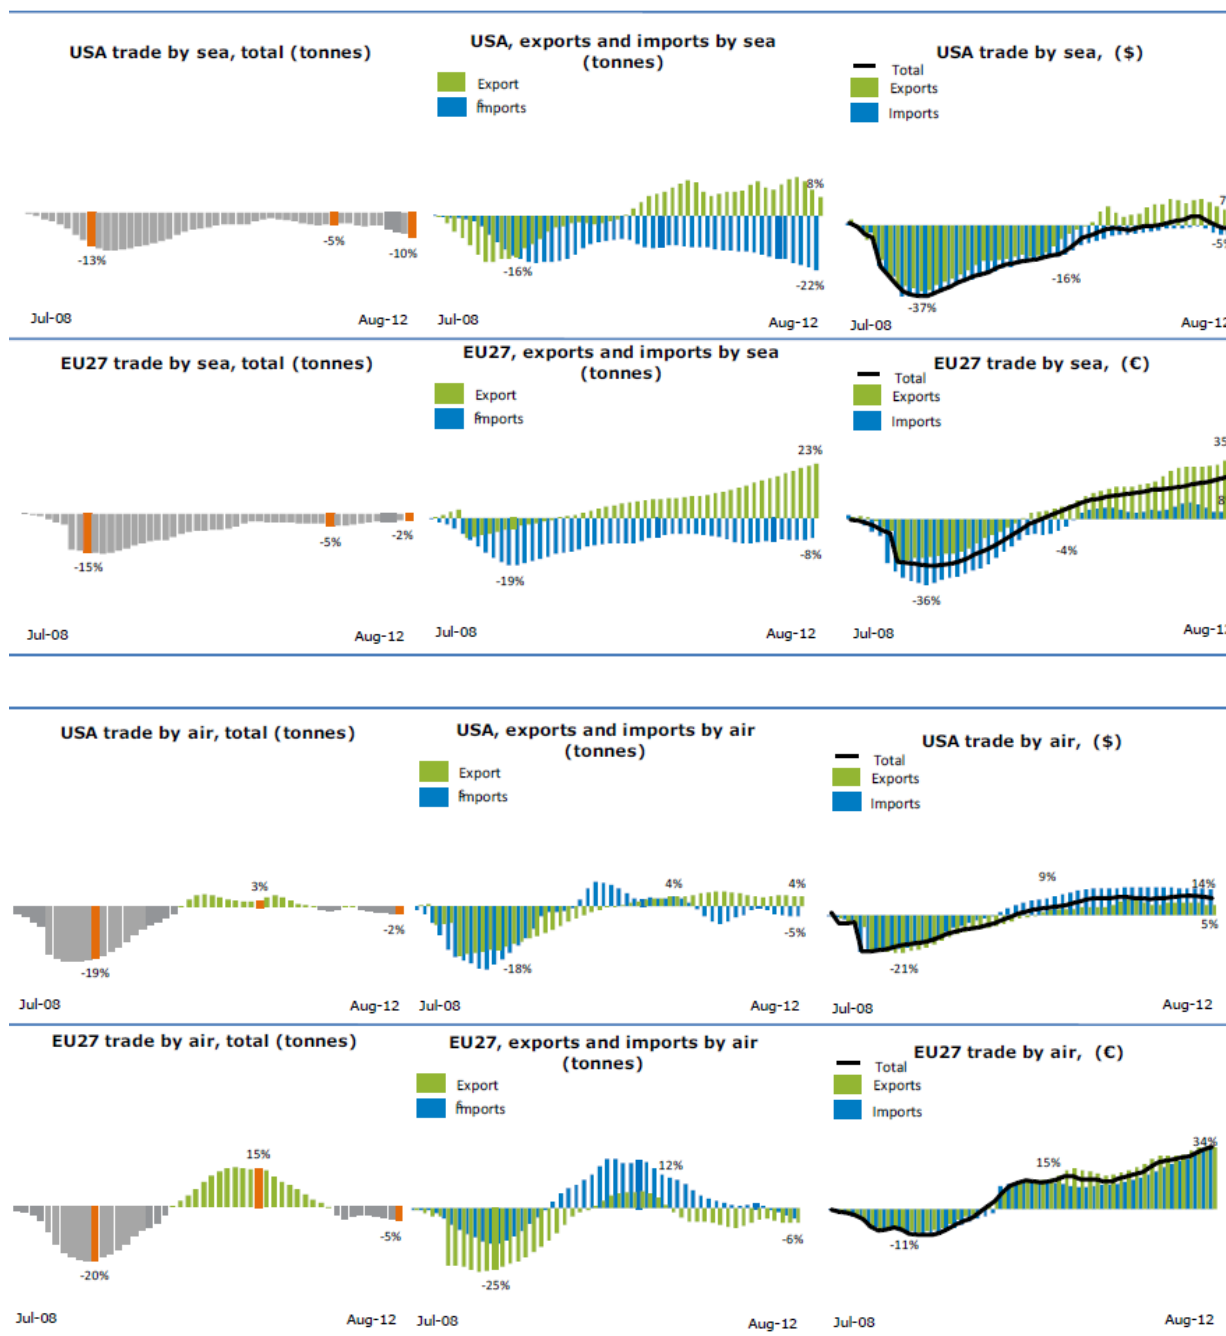 USA trade by sea, total (tonnes)
-13%
-5%
-10%
Jul-08
Aug-12
USA, exports and imports by sea
(tonnes)
Export
s
Imports
8%
-16%
-22%
Jul-08
Aug-12
USA trade by sea, ($)
Total
Exports
Imports
7
-5%
-16%
-37%
Jul-08
Aug-12
EU27 trade by sea, total (tonnes)
-5%
-2%
-15%
Jul-08
Aug-12
EU27, exports and imports by sea
(tonnes)
Export
s
Imports
23%
-8%
-19%
Jul-08
Aug-12
EU27 trade by sea, (€)
Total
Exports
Imports
35
8
-4%
-36%
Jul-08
Aug-12
USA trade by air, total (tonnes)
3%
-2%
-19%
Jul-08
Aug-12
USA, exports and imports by air
(tonnes)
Export
s
Imports
4%
4%
-5%
-18%
Jul-08
Aug-12
USA trade by air, ($)
Total
Exports
Imports
9%
14%
5%
-21%
Jul-08
Aug-12
EU27 trade by air, total (tonnes)
15%
-5%
-20%
Jul-08
Aug-12
EU27, exports and imports by air
(tonnes)
Export
s
Imports
12%
-6%
-25%
Jul-08
Aug-12
EU27 trade by air, (€)
Total
Exports
Imports
34%
15%
-11%
Jul-08
Aug-12